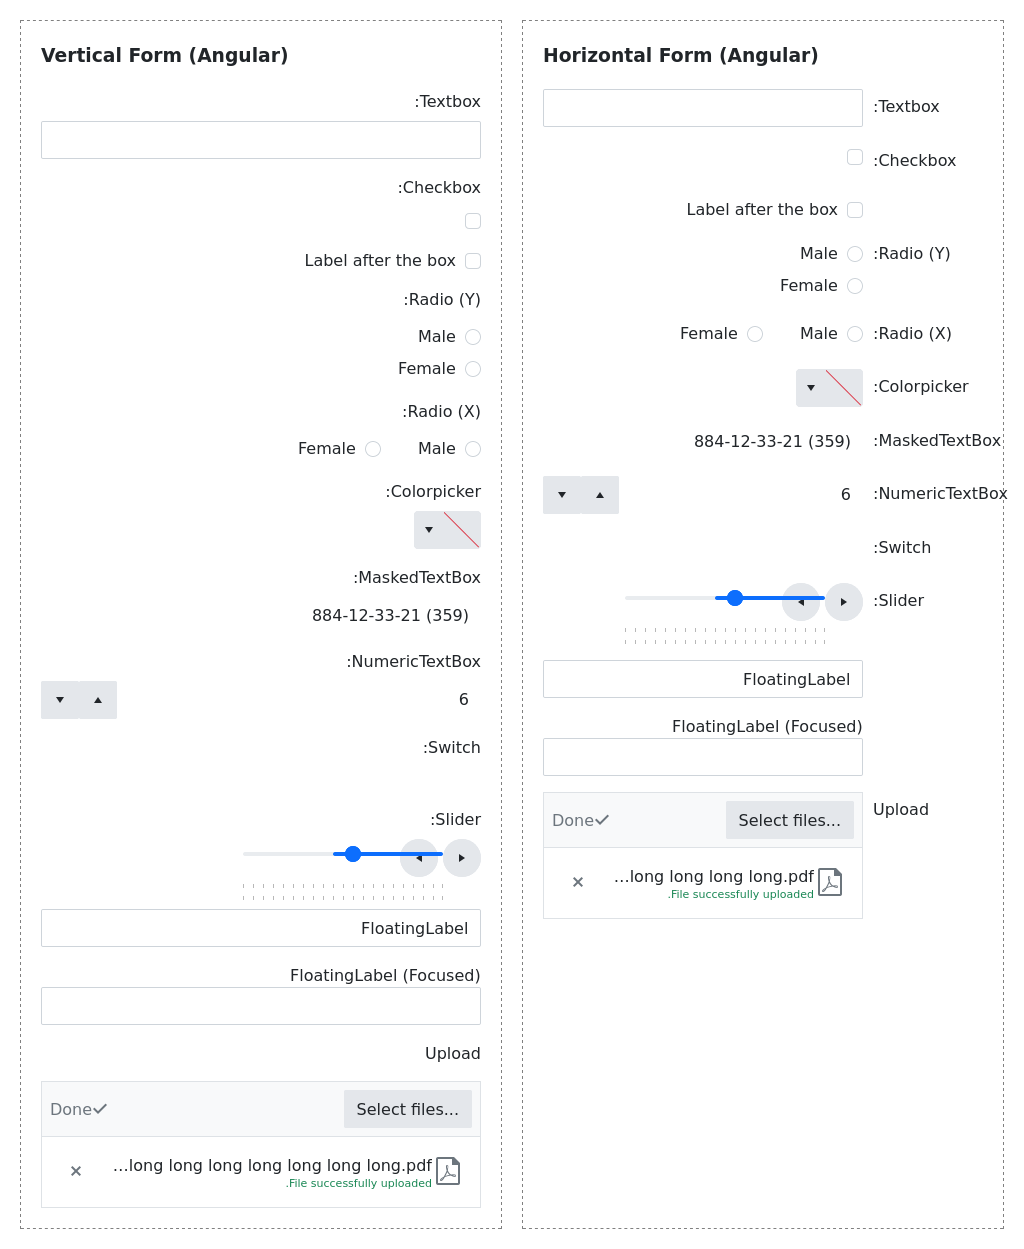 Vertical Form (Angular)
:Textbox
:Checkbox
Label after the box
:Radio (Y)
Male
Female
:Radio (X)
Female Male
:Colorpicker
:MaskedTextBox
884-12-33-21 (359)
:NumericTextBox
6
:Switch
:Slider
FloatingLabel
FloatingLabel (Focused)
Upload
Done Select files...
...long long long long long long long.pdf
.File successfully uploaded
Horizontal Form (Angular)
:Textbox
:Checkbox
Label after the box
Male :Radio (Y)
Female
Female Male :Radio (X)
:Colorpicker
884-12-33-21 (359) :MaskedTextBox
6 :NumericTextBox
:Switch
:Slider
FloatingLabel
FloatingLabel (Focused)
Upload
Done Select files...
...long long long long.pdf
.File successfully uploaded